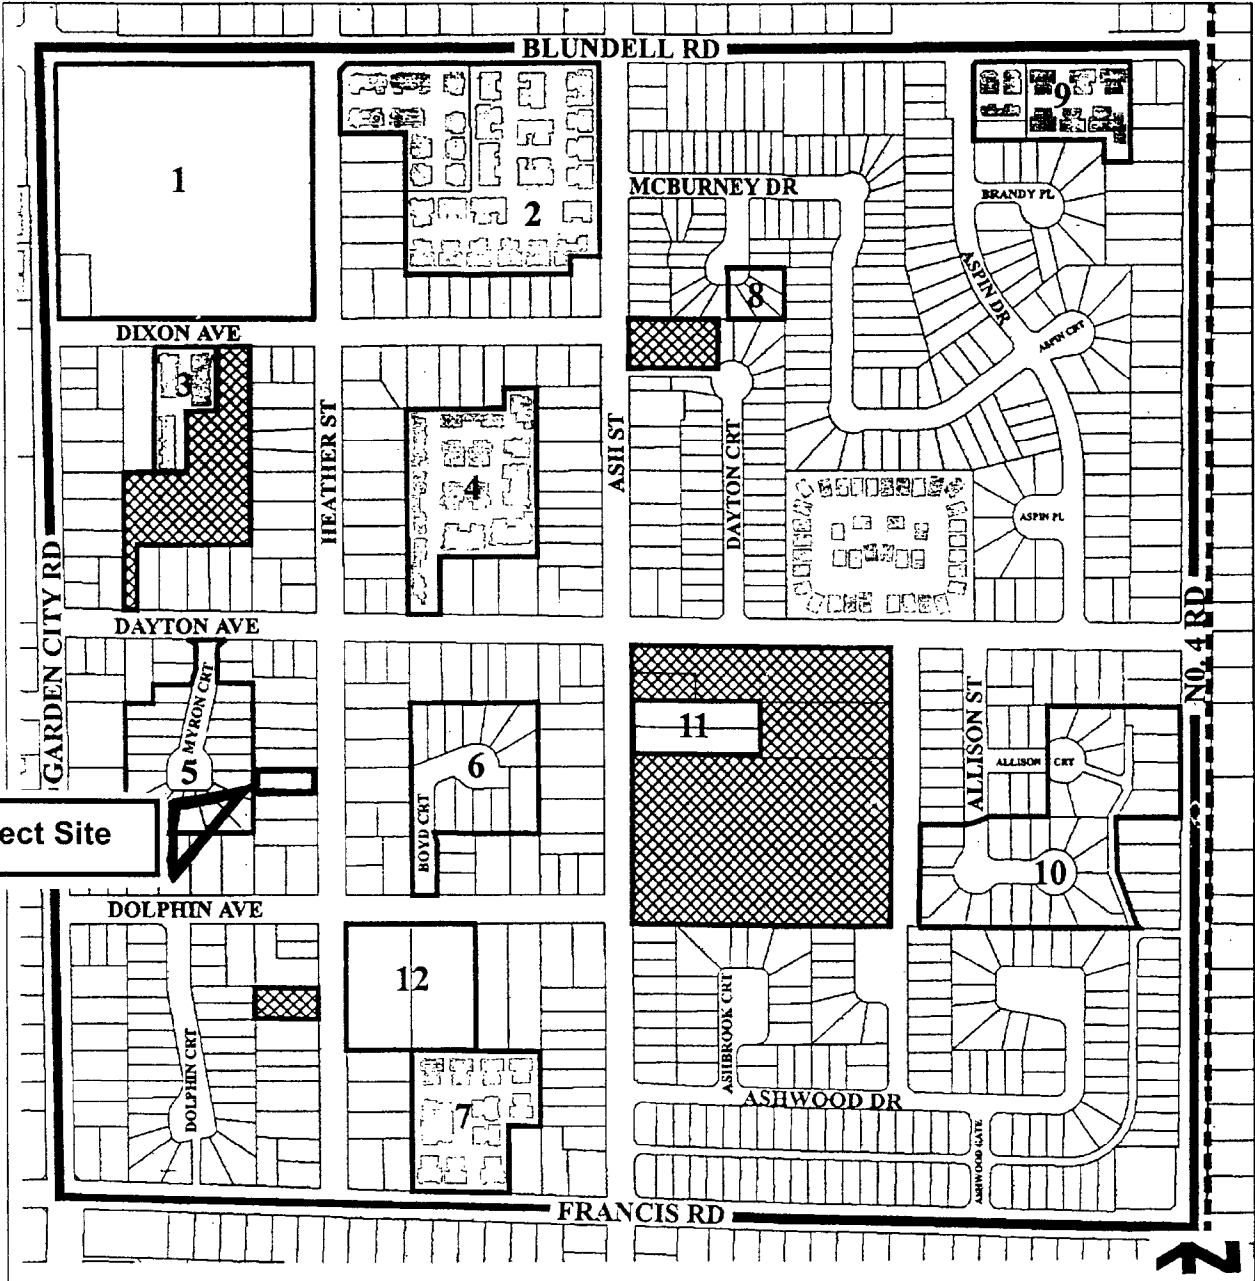 BLUNDELL RD
1
2
9
MCBURNEY DR
BRANDY PL
8
ASPIN DR
ASPIN CRT
DIXON AVE
3
HEATHER ST
4
ASH ST
DAYTON CRT
ASPIN PL
GARDEN CITY RD
DAYTON AVE
NO. 4 RD
MYRON CRT
5
BOYD CRT
6
11
ALLISON ST
ALLISON CRT
10
ect Site
DOLPHIN AVE
DOLPHIN CRT
12
7
ASHBROOK CRT
ASHWOOD DR
ASHWOOD GATE
FRANCIS RD
N